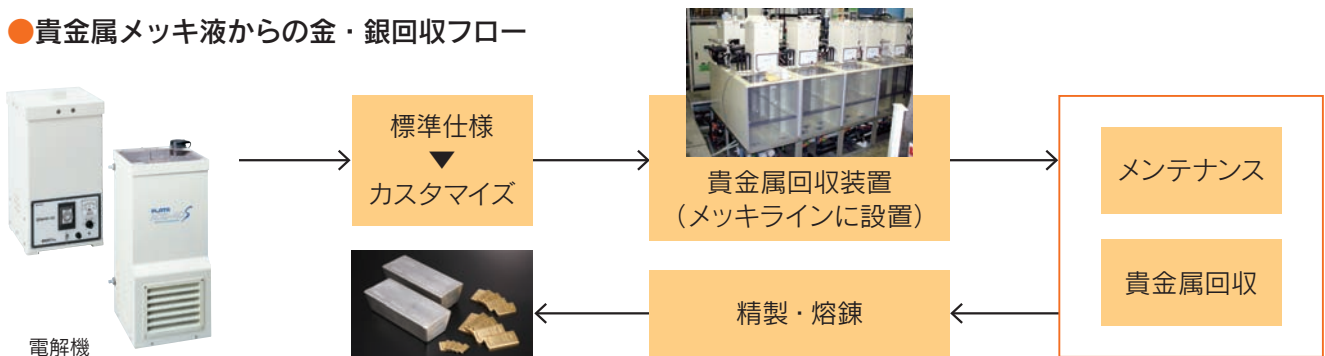 ●貴金属メッキ液からの金・銀回収フロー
標準仕様
▼
カスタマイズ
貴金属回収装置
（メッキラインに設置）
メンテナンス
貴金属回収
精製・熔錬
電解機